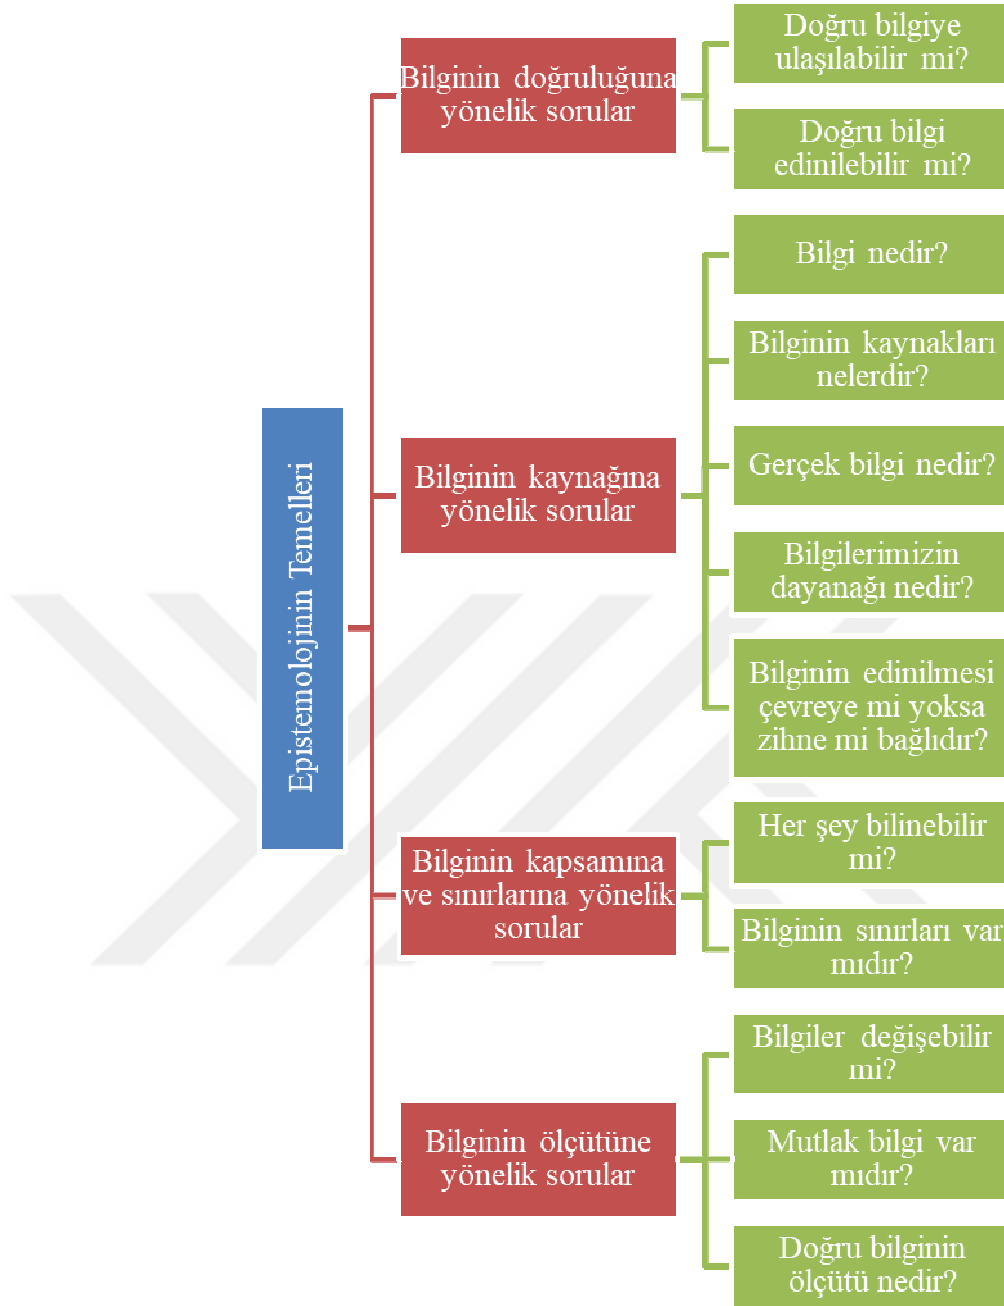 Epistemolojinin Temelleri
Bilginin doğruluğuna
yönelik sorular
Doğru bilgiye
ulaşılabilir mi?
Doğru bilgi
edinilebilir mi?
Bilginin kaynağına
yönelik sorular
Bilgi nedir?
Bilginin kaynakları
nelerdir?
Gerçek bilgi nedir?
Bilgilerimizin
dayanağı nedir?
Bilginin edinilmesi
çevreye mi yoksa
zihne mi bağlıdır?
Bilginin kapsamına
ve sınırlarına yönelik
sorular
Her şey bilinebilir
mi?
Bilginin sınırları var
mıdır?
Bilginin ölçütüne
yönelik sorular
Bilgiler değişebilir
mi?
Mutlak bilgi var
mıdır?
Doğru bilginin
ölçütü nedir?